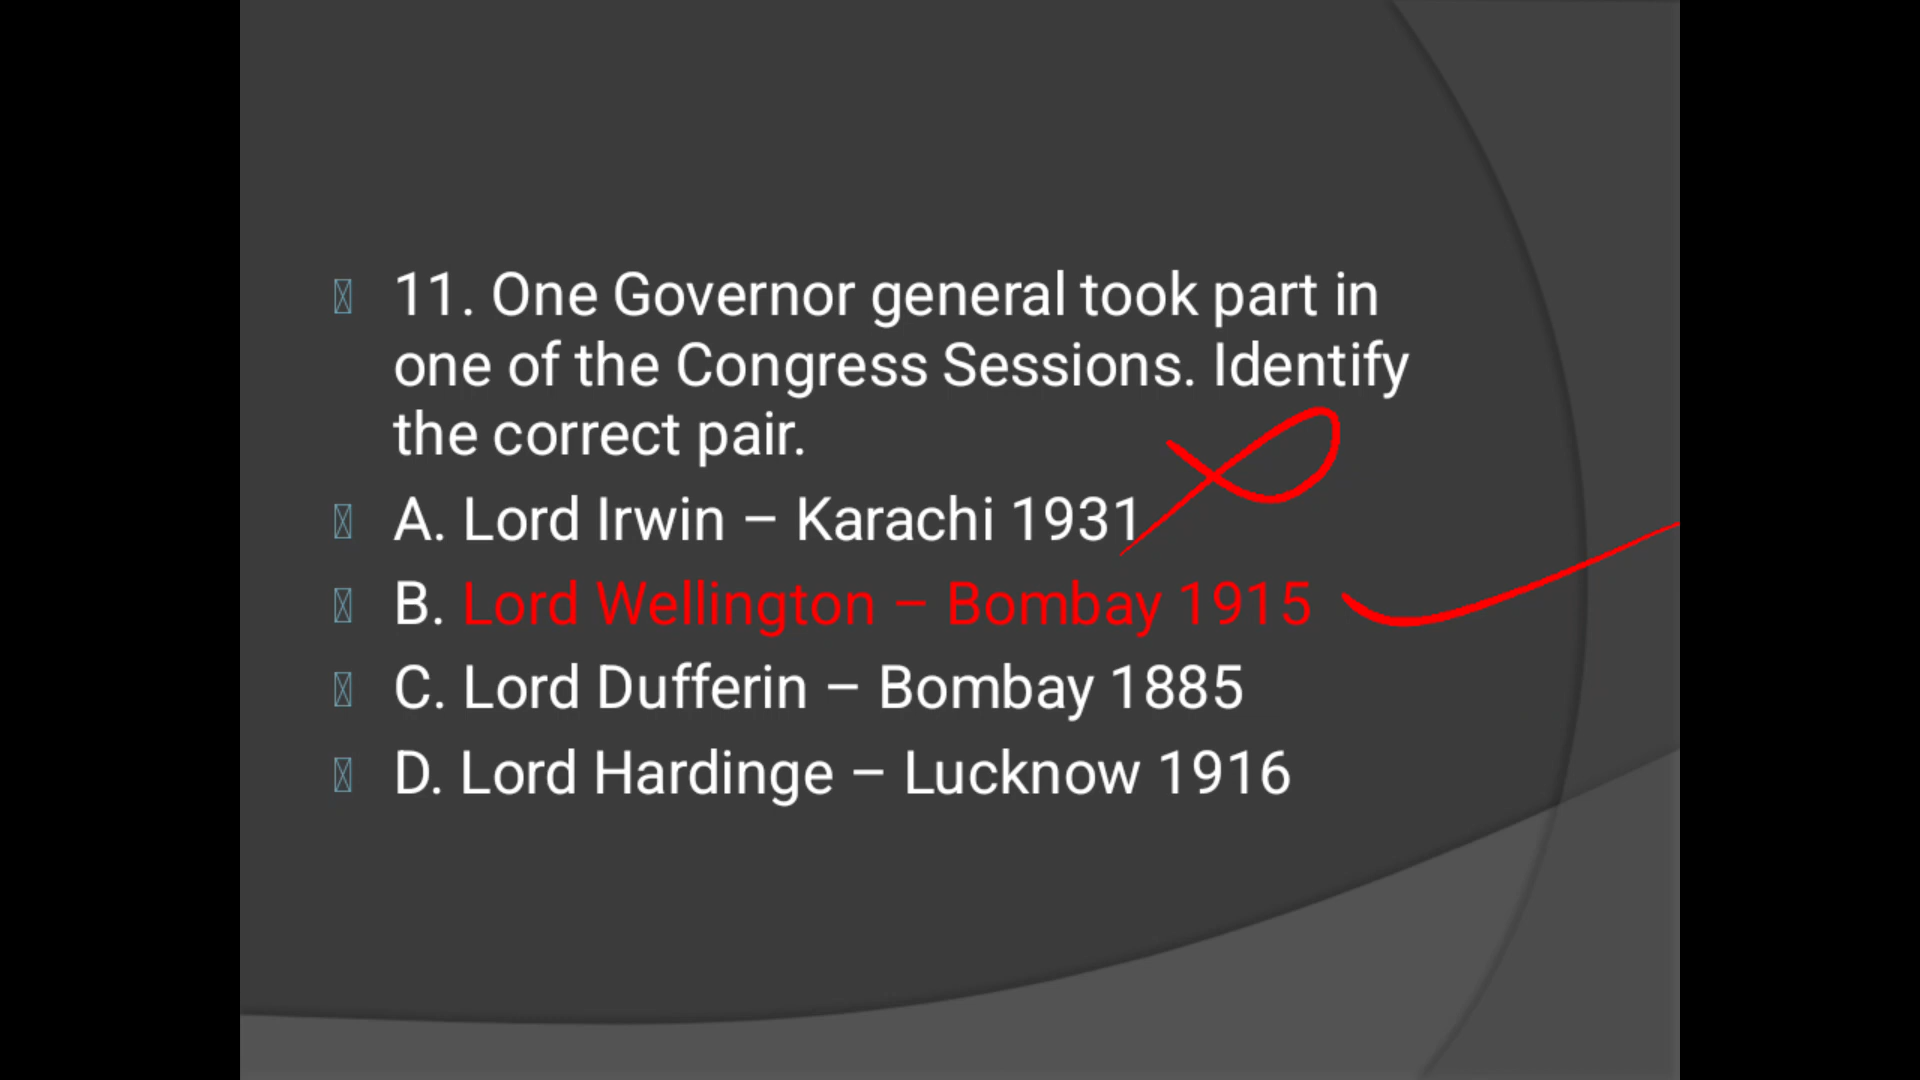 11. One Governor general took part in
one of the Congress Sessions. Identify
the correct pair.
A. Lord Irwin – Karachi 1931
B. Lord Wellington – Bombay 1915
C. Lord Dufferin – Bombay 1885
D. Lord Hardinge – Lucknow 1916